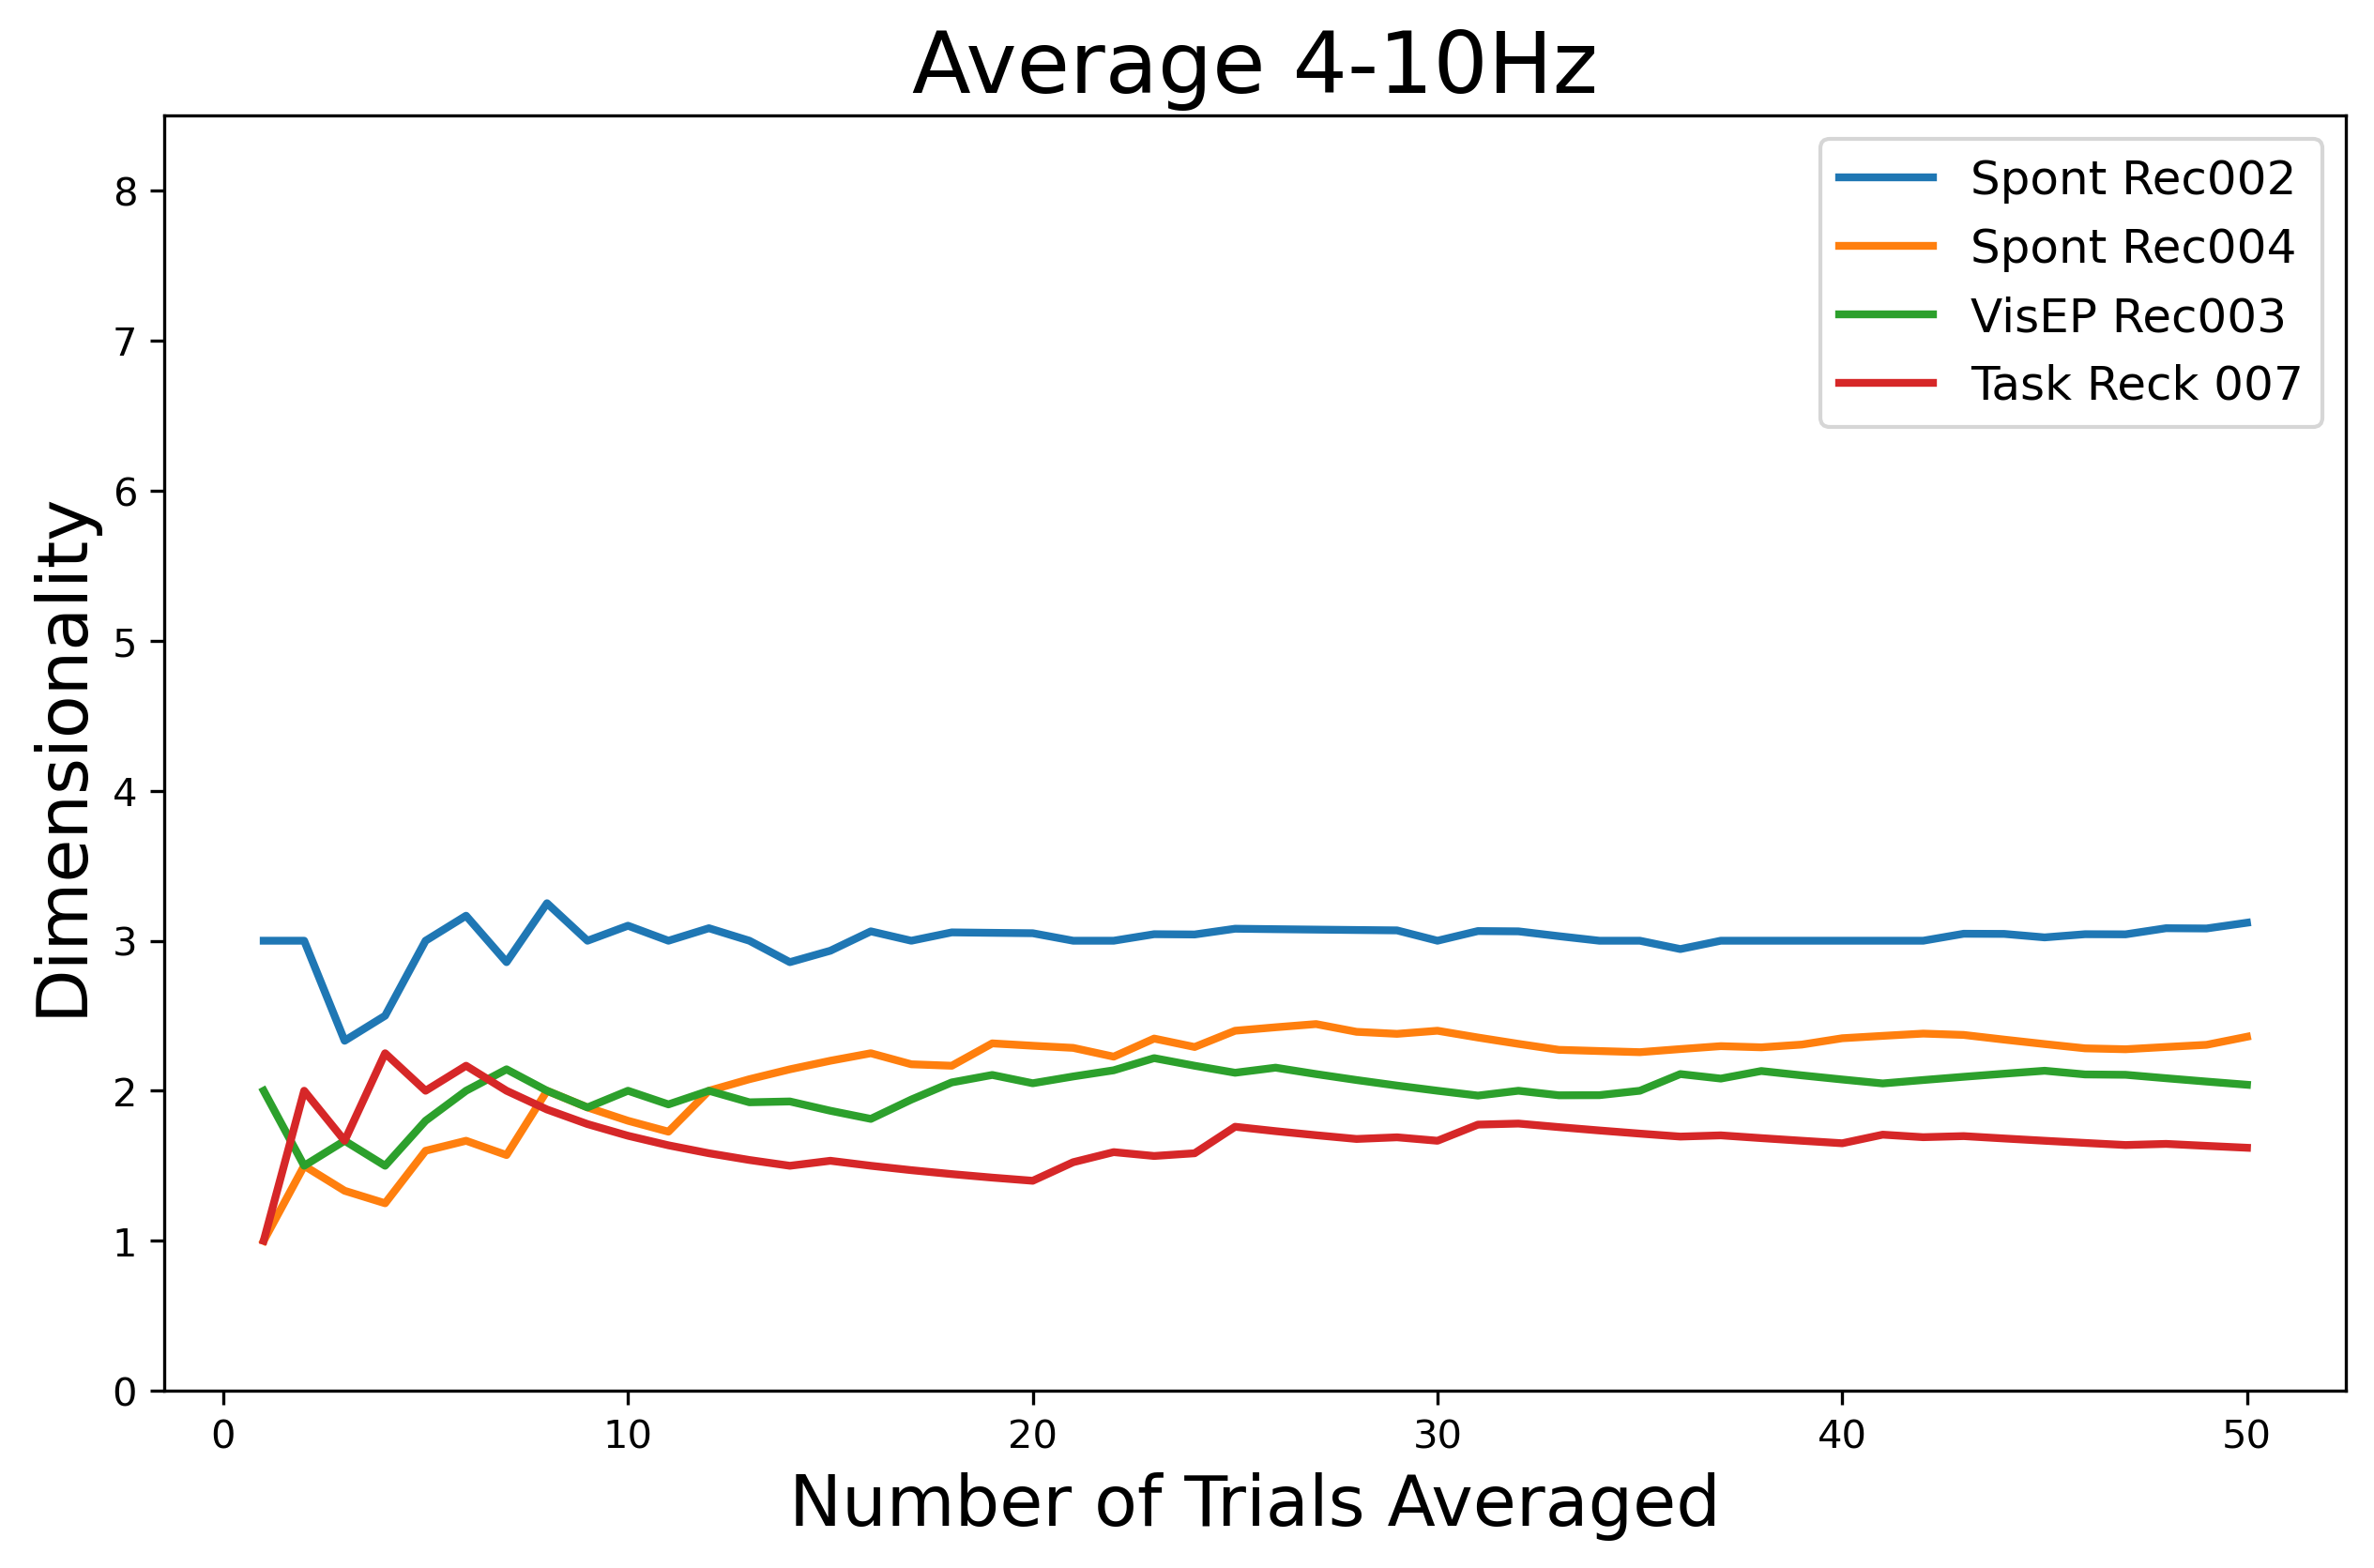 Average 4-10Hz
Spont Rec002
Spont Rec004
VisEP Rec003
Task Reck 007
Dimensionality
8
7
6
5
4
3
2
1
0
0 10 20 30 40 50
Number of Trials Averaged